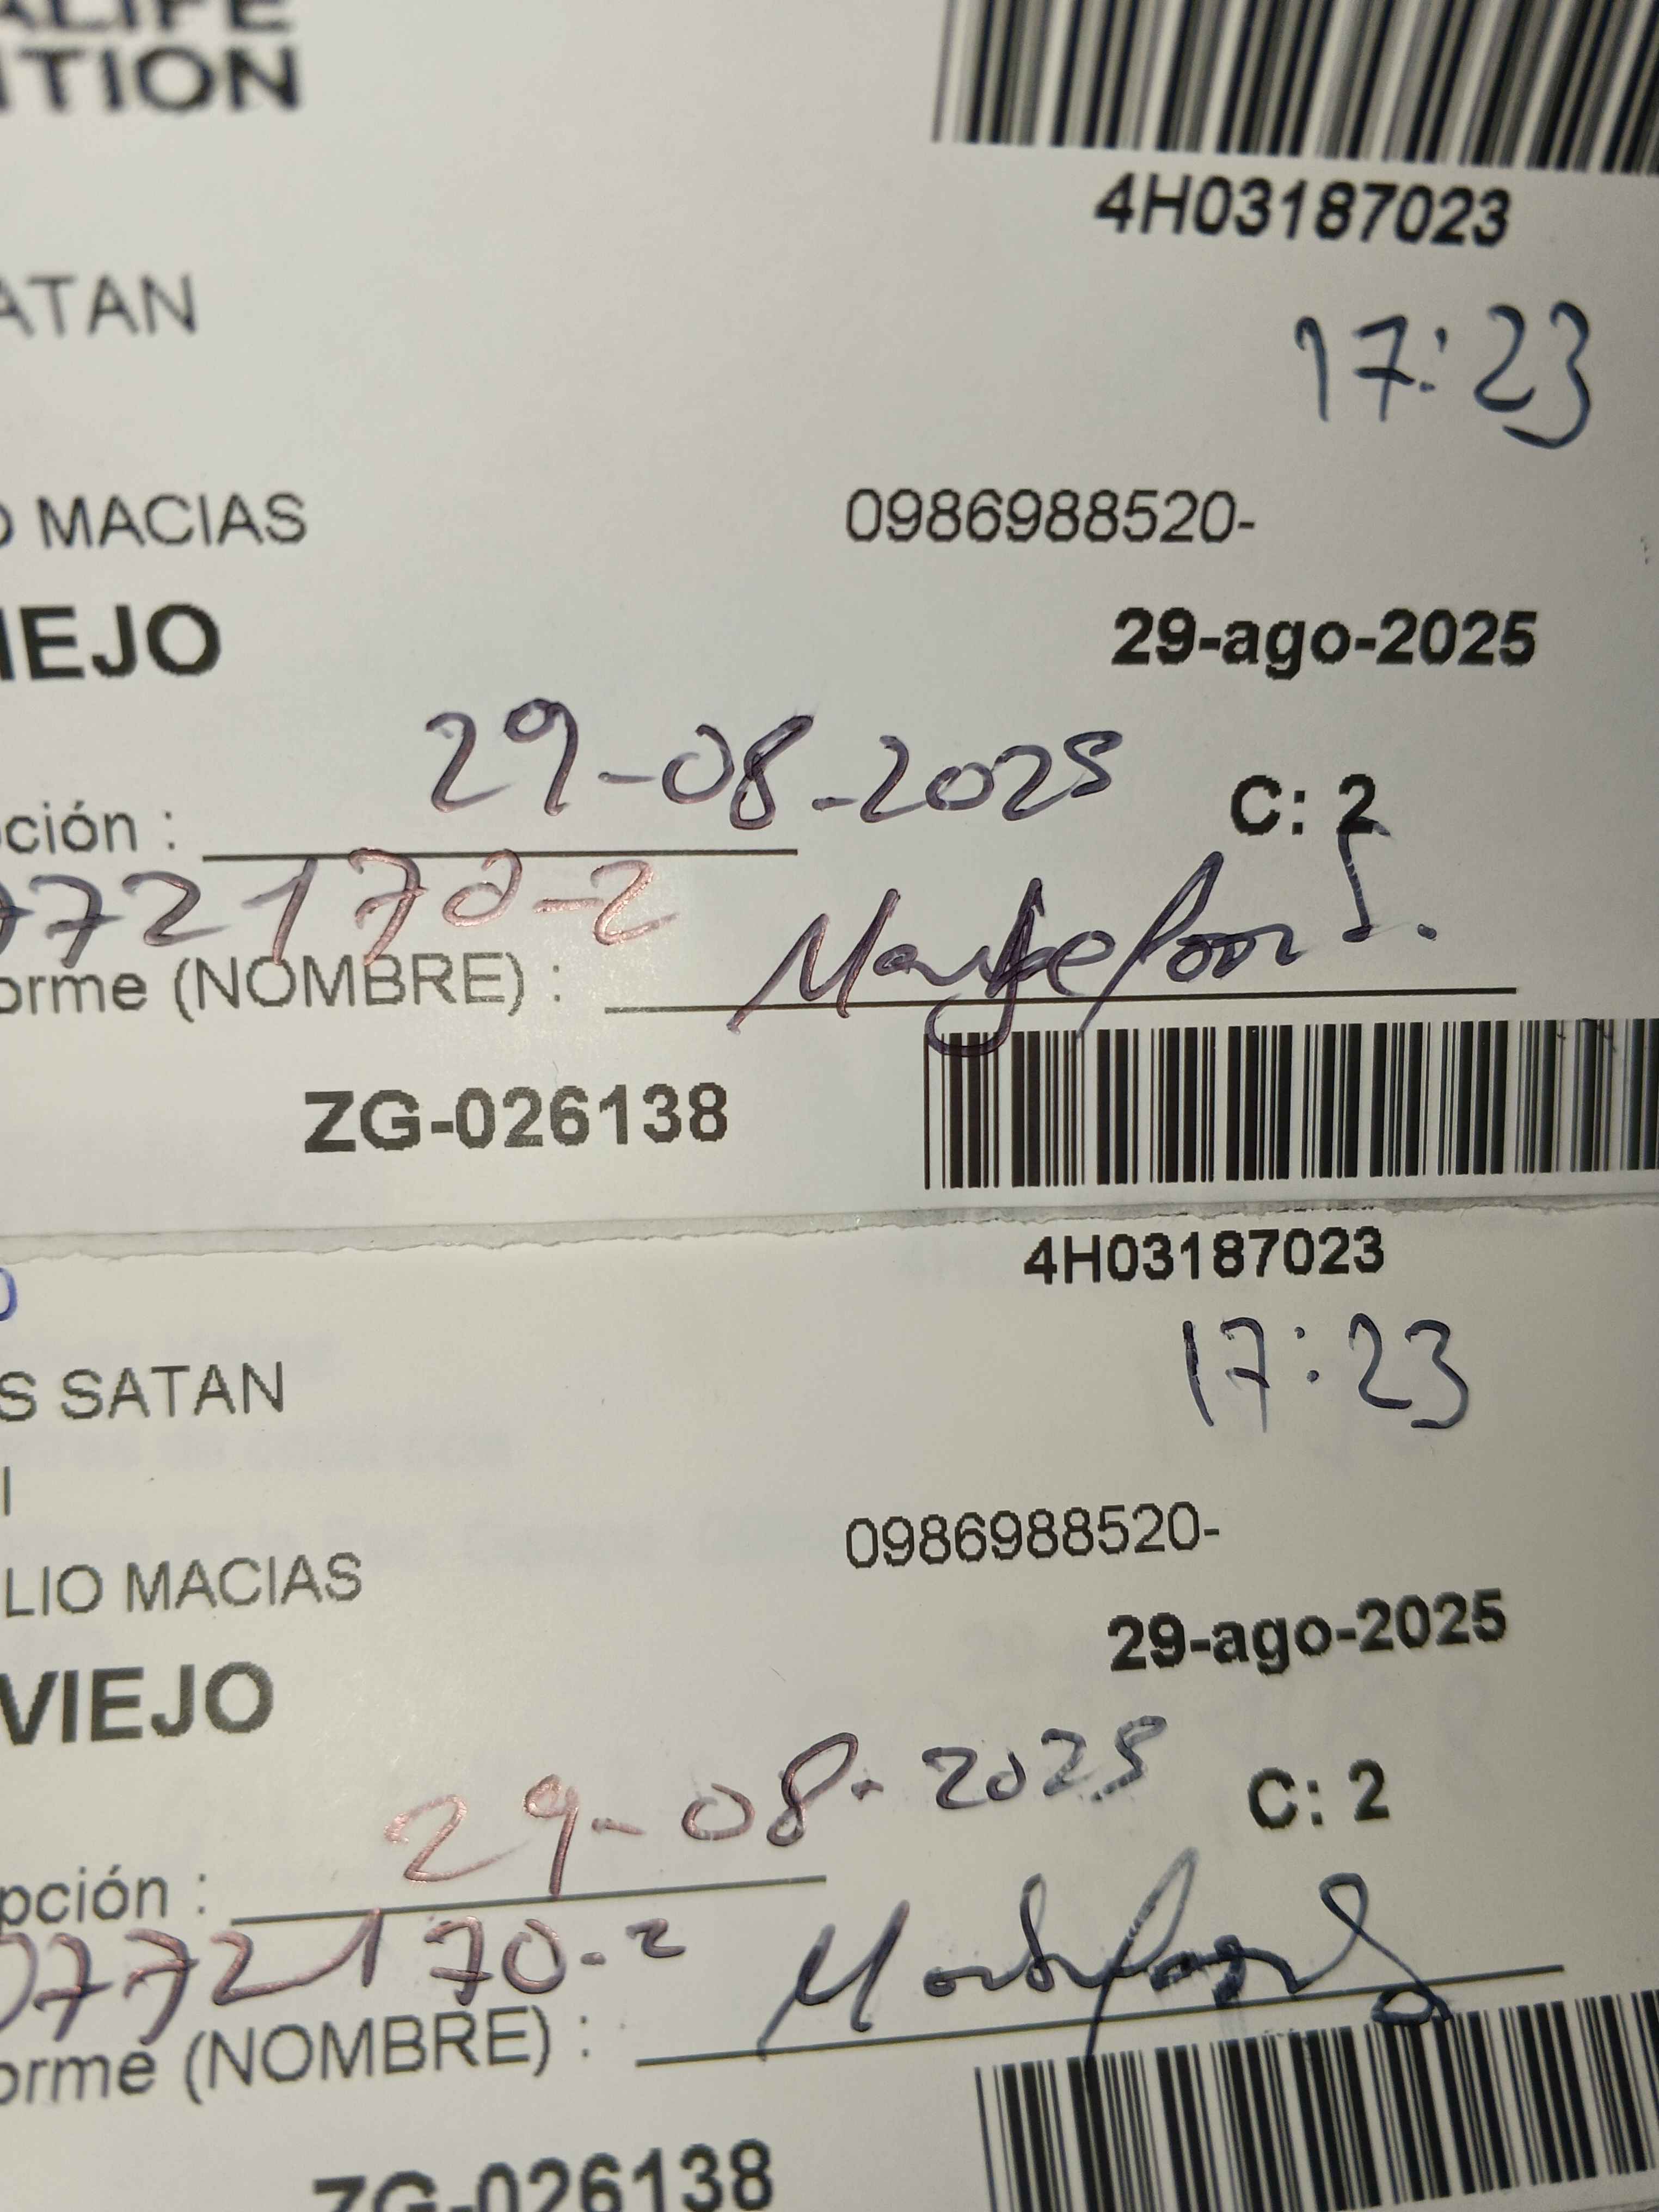 ALIFE
ITION
4H03187023
ATAN
17:23
O MACIAS 0986988520-
IEJO 29-ago-2025
29-08-2025
pción : C: 2
772170-2
orme (NOMBRE) :
ZG-026138
4H03187023
S SATAN 17:23
I
LIO MACIAS 0986988520-
VIEJO 29-ago-2025
29-08-2025
pción : C: 2
0772170-2
orme (NOMBRE) :
ZG-026138